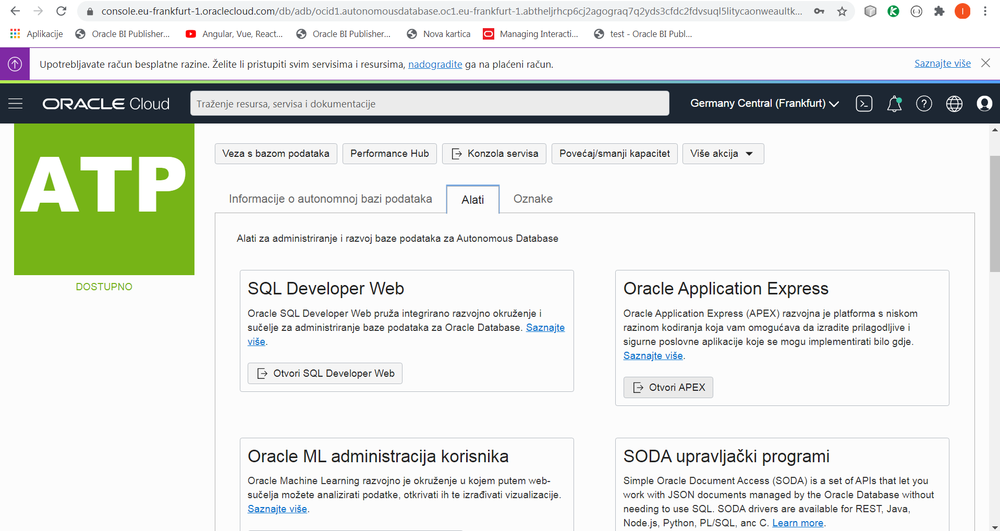 console.eu-frankfurt-1.oraclecloud.com/db/adb/ocid1.autonomousdatabase.oc1.eu-frankfurt-1.abtheljrhcp6cj2agograq7q2yds3cfdc2fdvsuql5litycaonweaultk...
I
Aplikacije
Oracle BI Publisher...
Angular, Vue, React...
Oracle BI Publisher...
Nova kartica
Managing Interacti...
test - Oracle BI Publ...
Upotrebljavate račun besplatne razine. Želite li pristupiti svim servisima i resursima, nadogradite ga na plaćeni račun.
Saznajte više
ORACLE Cloud
Traženje resursa, servisa i dokumentacije
Germany Central (Frankfurt)
ATP
DOSTUPNO
Veza s bazom podataka
Performance Hub
Konzola servisa
Povećaj/smanji kapacitet
Više akcija
Informacije o autonomnoj bazi podataka
Alati
Oznake
Alati za administriranje i razvoj baze podataka za Autonomous Database
SQL Developer Web
Oracle SQL Developer Web pruža integrirano razvojno okruženje i
sučelje za administriranje baze podataka za Oracle Database. Saznajte
više.
Otvori SQL Developer Web
Oracle Application Express
Oracle Application Express (APEX) razvojna je platforma s niskom
razinom kodiranja koja vam omogućava da izradite prilagodljive i
sigurne poslovne aplikacije koje se mogu implementirati bilo gdje.
Saznajte više.
Otvori APEX
Oracle ML administracija korisnika
Oracle Machine Learning razvojno je okruženje u kojem putem web-
sučelja možete analizirati podatke, otkrivati ih te izrađivati vizualizacije.
Saznajte više.
SODA upravljački programi
Simple Oracle Document Access (SODA) is a set of APIs that let you
work with JSON documents managed by the Oracle Database without
needing to use SQL. SODA drivers are available for REST, Java,
Node.js, Python, PL/SQL, anc C. Learn more.